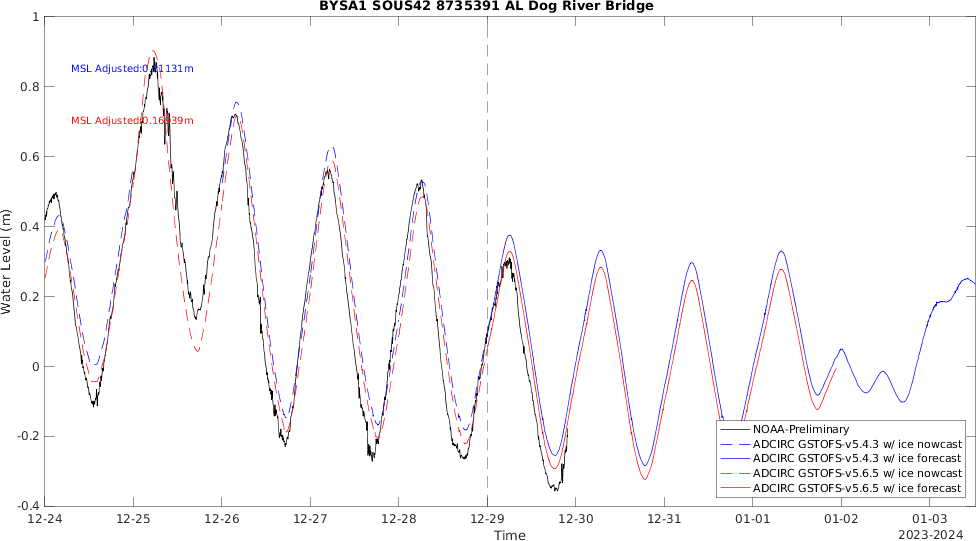 BYSA1 SOUS42 8735391 AL Dog River Bridge
1
0.8
0.6
0.4
0.2
0
-0.2
-0.4
Water Level (m)
MSL Adjusted:
MSL Adjusted:
NOAA-Preliminary
ADCIRC GSTOFS-v5.4.3 w/ ice nowcast
ADCIRC GSTOFS-v5.4.3 w/ ice forecast
ADCIRC GSTOFS-v5.6.5 w/ ice nowcast
ADCIRC GSTOFS-v5.6.5 w/ ice forecast
12-24 12-25 12-26 12-27 12-28 12-29 12-30 12-31 01-01 01-02 01-03
Time
2023-2024